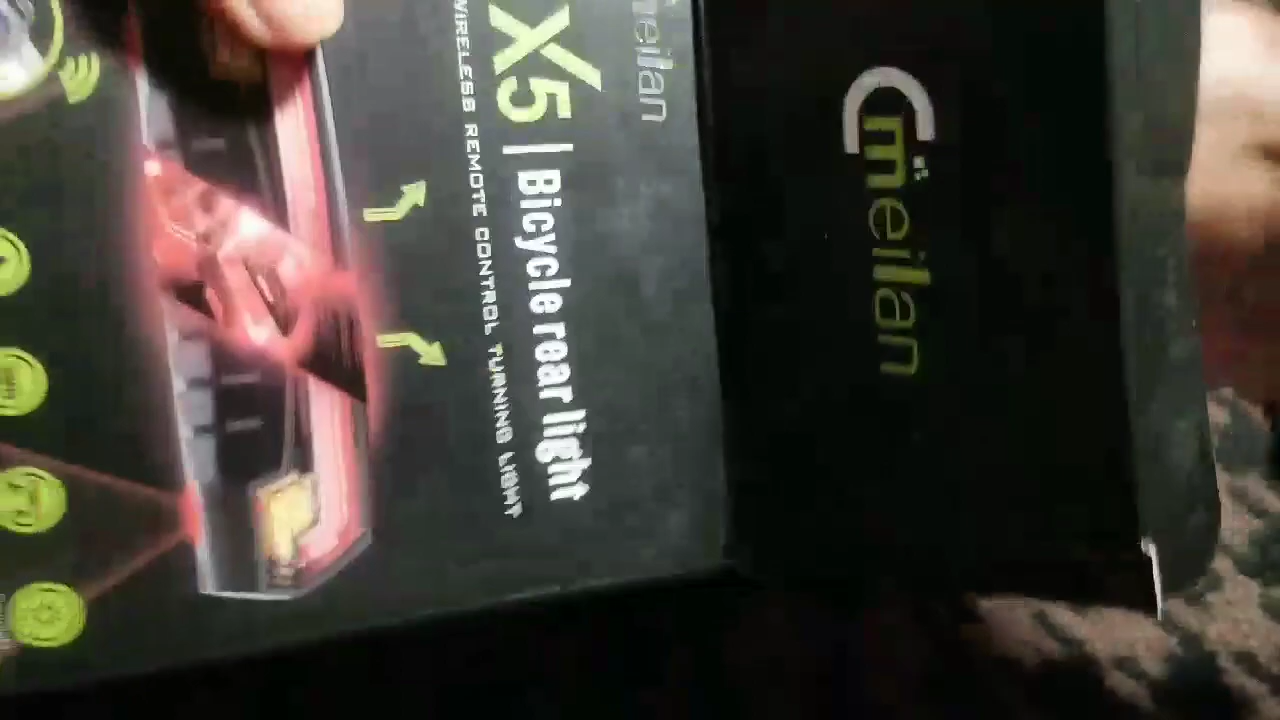 meilan
meilan
X5 | Bicycle rear light
WIRELESS REMOTE CONTROL TURNING LIGHT